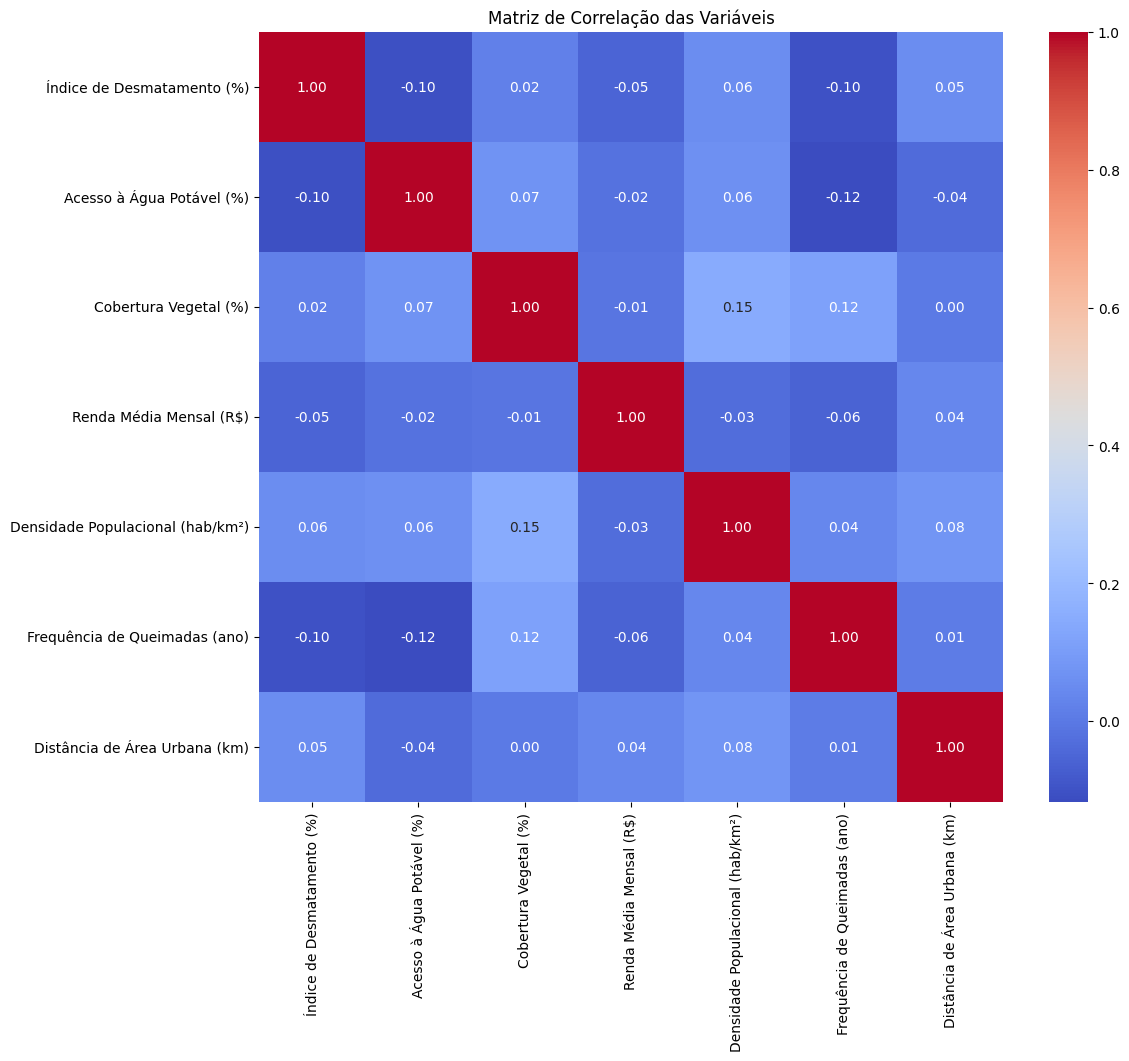 Matriz de Correlação das Variáveis
Índice de Desmatamento (%) 1.00 -0.10 0.02 -0.05 0.06 -0.10 0.05
Acesso à Água Potável (%) -0.10 1.00 0.07 -0.02 0.06 -0.12 -0.04
Cobertura Vegetal (%) 0.02 0.07 1.00 -0.01 0.15 0.12 0.00
Renda Média Mensal (R$) -0.05 -0.02 -0.01 1.00 -0.03 -0.06 0.04
Densidade Populacional (hab/km²) 0.06 0.06 0.15 -0.03 1.00 0.04 0.08
Frequência de Queimadas (ano) -0.10 -0.12 0.12 -0.06 0.04 1.00 0.01
Distância de Área Urbana (km) 0.05 -0.04 0.00 0.04 0.08 0.01 1.00
Índice de Desmatamento (%)
Acesso à Água Potável (%)
Cobertura Vegetal (%)
Renda Média Mensal (R$)
Densidade Populacional (hab/km²)
Frequência de Queimadas (ano)
Distância de Área Urbana (km)
1.0
0.8
0.6
0.4
0.2
0.0